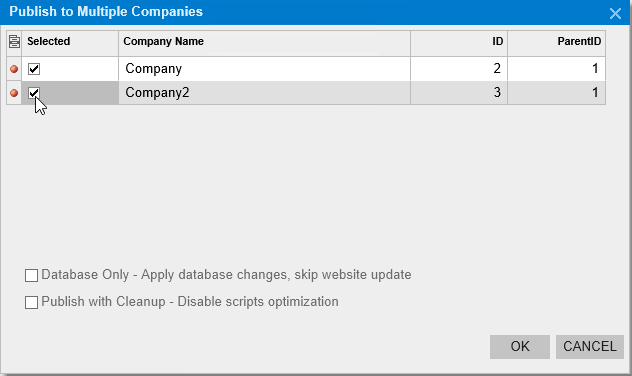 Publish to Multiple Companies
Selected Company Name ID ParentID
Company 2 1
Company2 3 1
Database Only - Apply database changes, skip website update
Publish with Cleanup - Disable scripts optimization
OK CANCEL